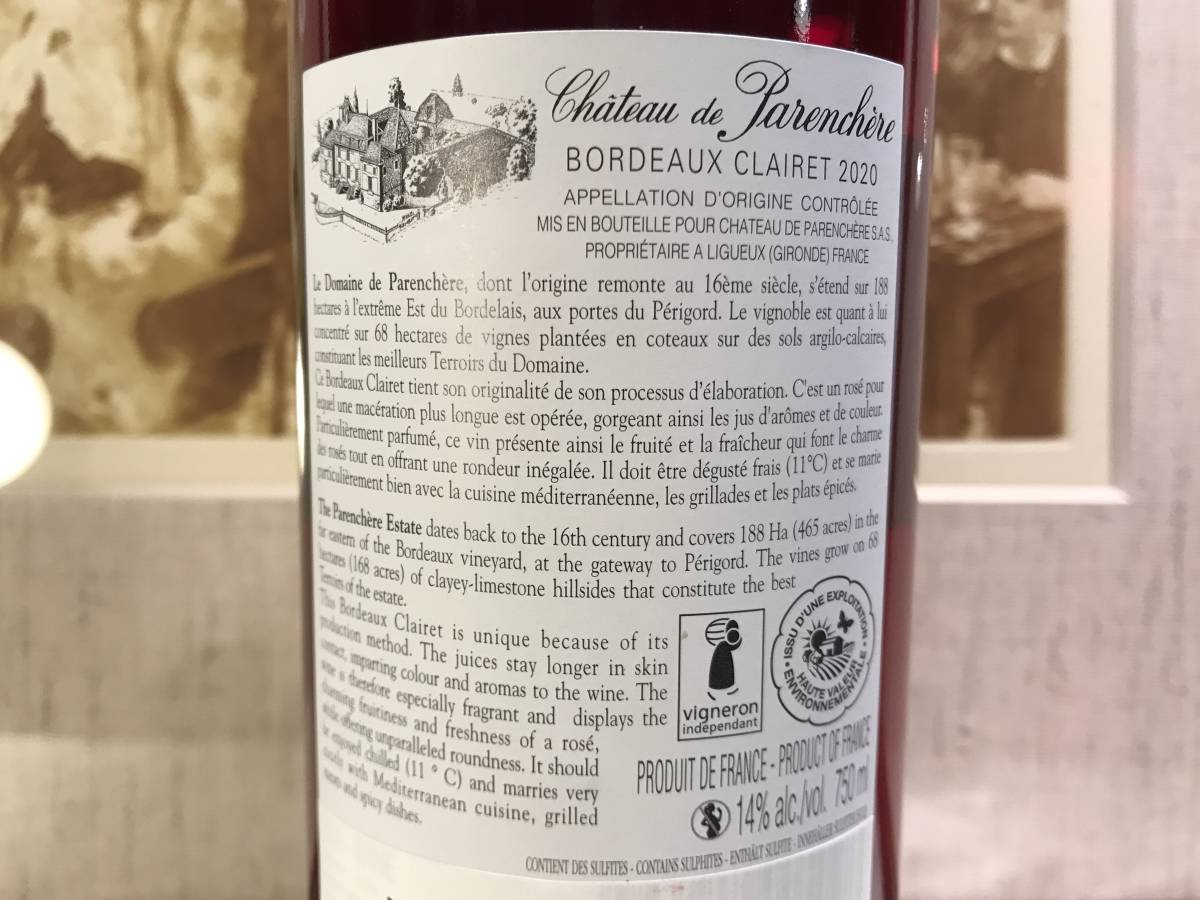 Château de Parenchère
BORDEAUX CLAIRET 2020
APPELLATION D'ORIGINE CONTRÔLÉE
MIS EN BOUTEILLE POUR CHATEAU DE PARENCHÈRE S.A.S.
PROPRIÉTAIRE A LIGUEUX (GIRONDE) FRANCE
Le Domaine de Parenchère, dont l'origine remonte au 16ème siècle, s'étend sur 188
hectares à l'extrême Est du Bordelais, aux portes du Périgord. Le vignoble est quant à lui
concentré sur 68 hectares de vignes plantées en coteaux sur des sols argilo-calcaires,
constituant les meilleurs Terroirs du Domaine.
Ce Bordeaux Clairet tient son originalité de son processus d'élaboration. C'est un rosé pour
lequel une macération plus longue est opérée, gorgeant ainsi les jus d'arômes et de couleur.
Particulièrement parfumé, ce vin présente ainsi le fruité et la fraîcheur qui font le charme
des rosés tout en offrant une rondeur inégalée. Il doit être dégusté frais (11°C) et se marie
particulièrement bien avec la cuisine méditerranéenne, les grillades et les plats épicés.
The Parenchère Estate dates back to the 16th century and covers 188 Ha (465 acres) in the
far eastern of the Bordeaux vineyard, at the gateway to Périgord. The vines grow on 68
hectares (168 acres) of clayey-limestone hillsides that constitute the best
Terroirs of the estate.
This Bordeaux Clairet is unique because of its
production method. The juices stay longer in skin
contact, imparting colour and aromas to the wine. The
wine is therefore especially fragrant and displays the
charming fruitiness and freshness of a rosé,
while offering unparalleled roundness. It should
be enjoyed chilled (11 ° C) and marries very
with Mediterranean cuisine, grilled
and spicy dishes.
vigneron
indépendant
ISSU D'UNE EXPLOITATION
HAUTE VALEUR
ENVIRONNEMENTALE
PRODUIT DE FRANCE - PRODUCT OF FRANCE
14% alc./vol. 750 ml
CONTIENT DES SULFITES - CONTAINS SULPHITES - ENTHÄLT SULFITE -